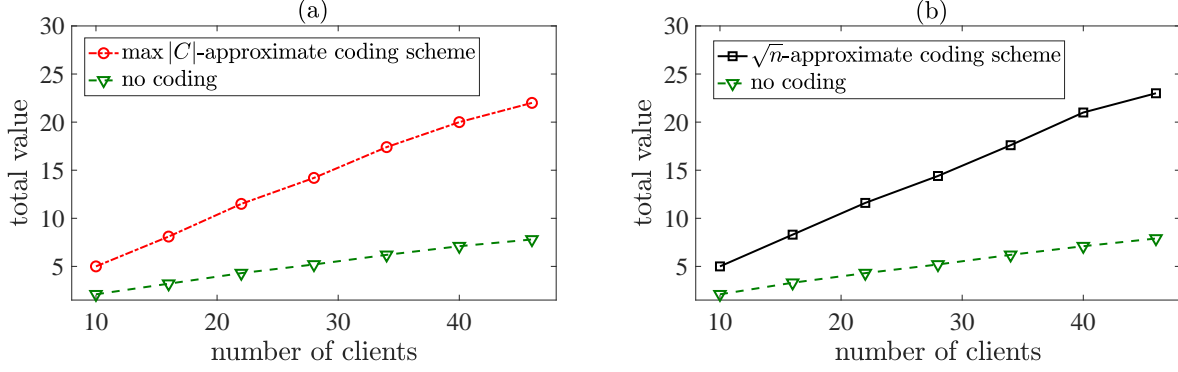 (a)
30
25
20
15
10
5
10
20
30
40
total value
number of clients
max |C|-approximate coding scheme
no coding
(b)
30
25
20
15
10
5
10
20
30
40
total value
number of clients
√n-approximate coding scheme
no coding